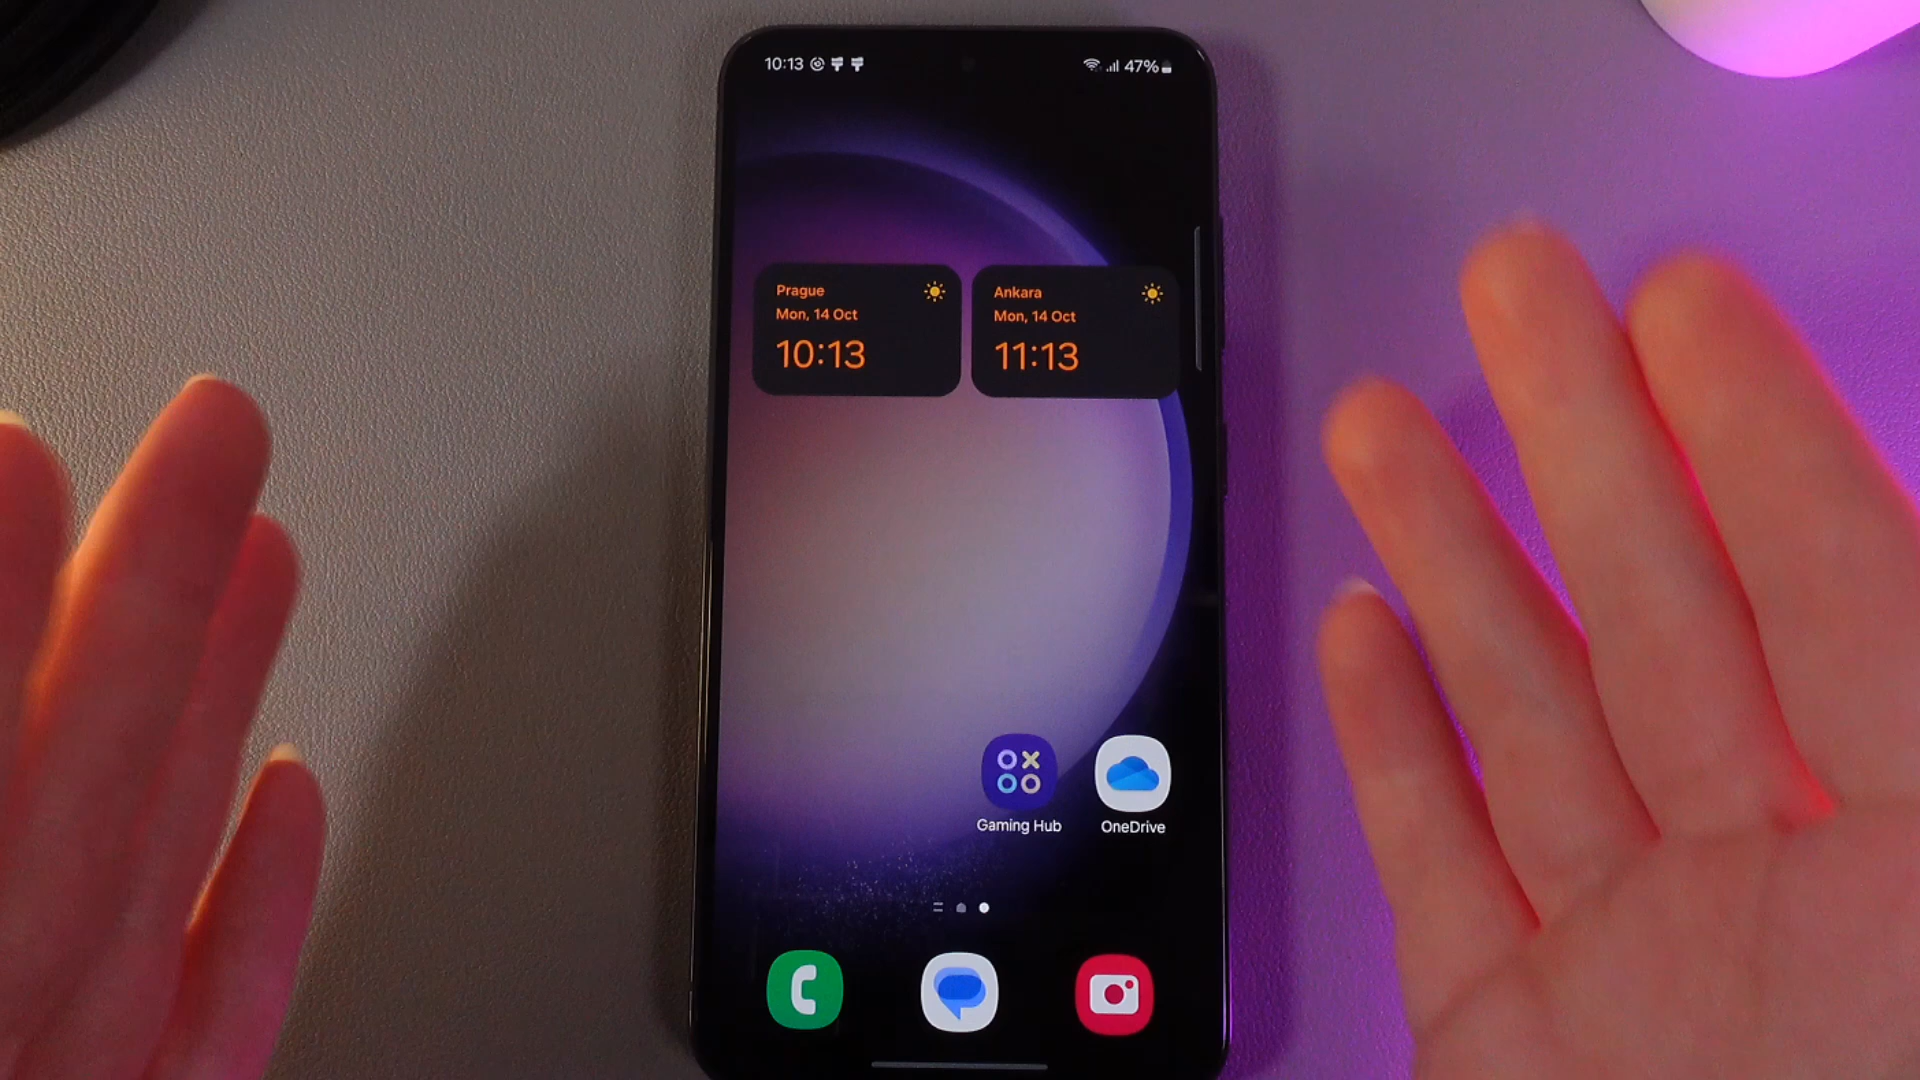 10:13
47%
Prague
Mon, 14 Oct
10:13
Ankara
Mon, 14 Oct
11:13
Gaming Hub
OneDrive